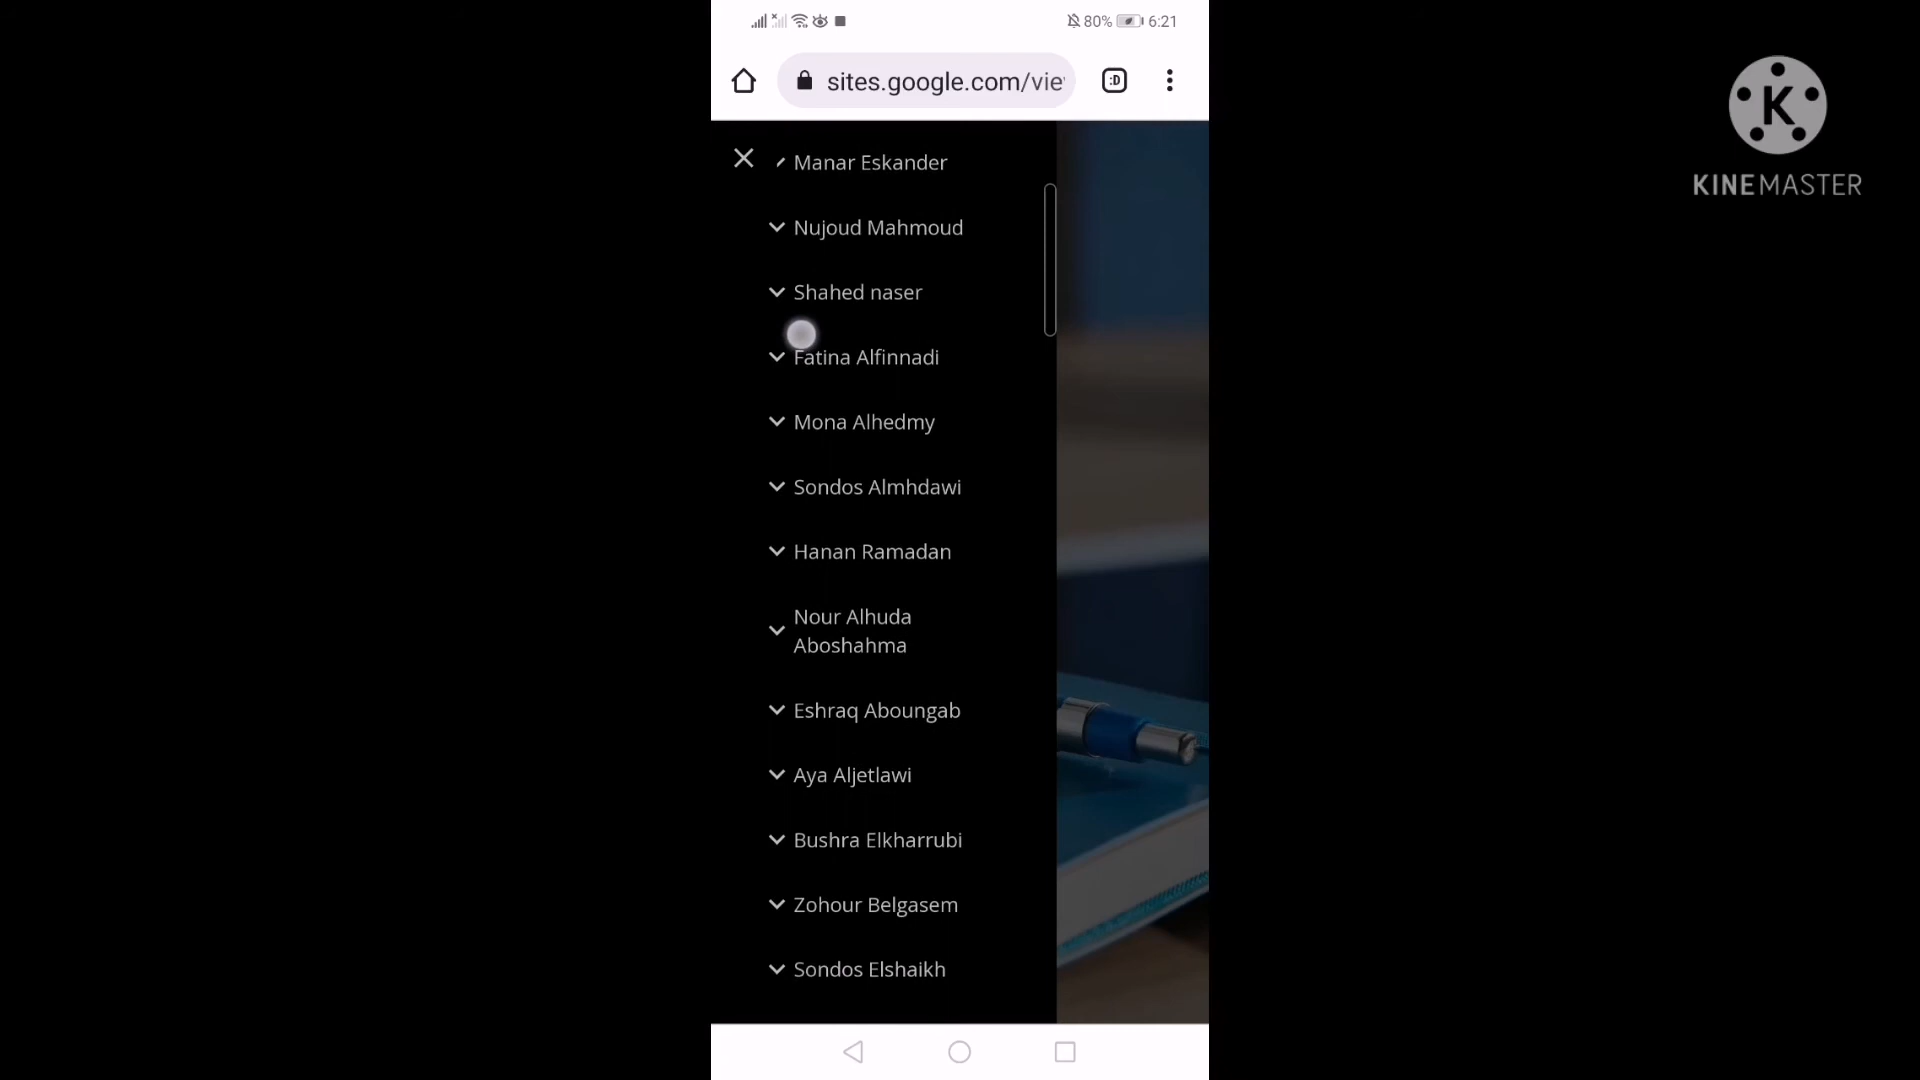 80% 6:21
sites.google.com/vie
:D
Manar Eskander
Nujoud Mahmoud
Shahed naser
Fatina Alfinnadi
Mona Alhedmy
Sondos Almhdawi
Hanan Ramadan
Nour Alhuda
Aboshahma
Eshraq Aboungab
Aya Aljetlawi
Bushra Elkharrubi
Zohour Belgasem
Sondos Elshaikh
K
KINEMASTER